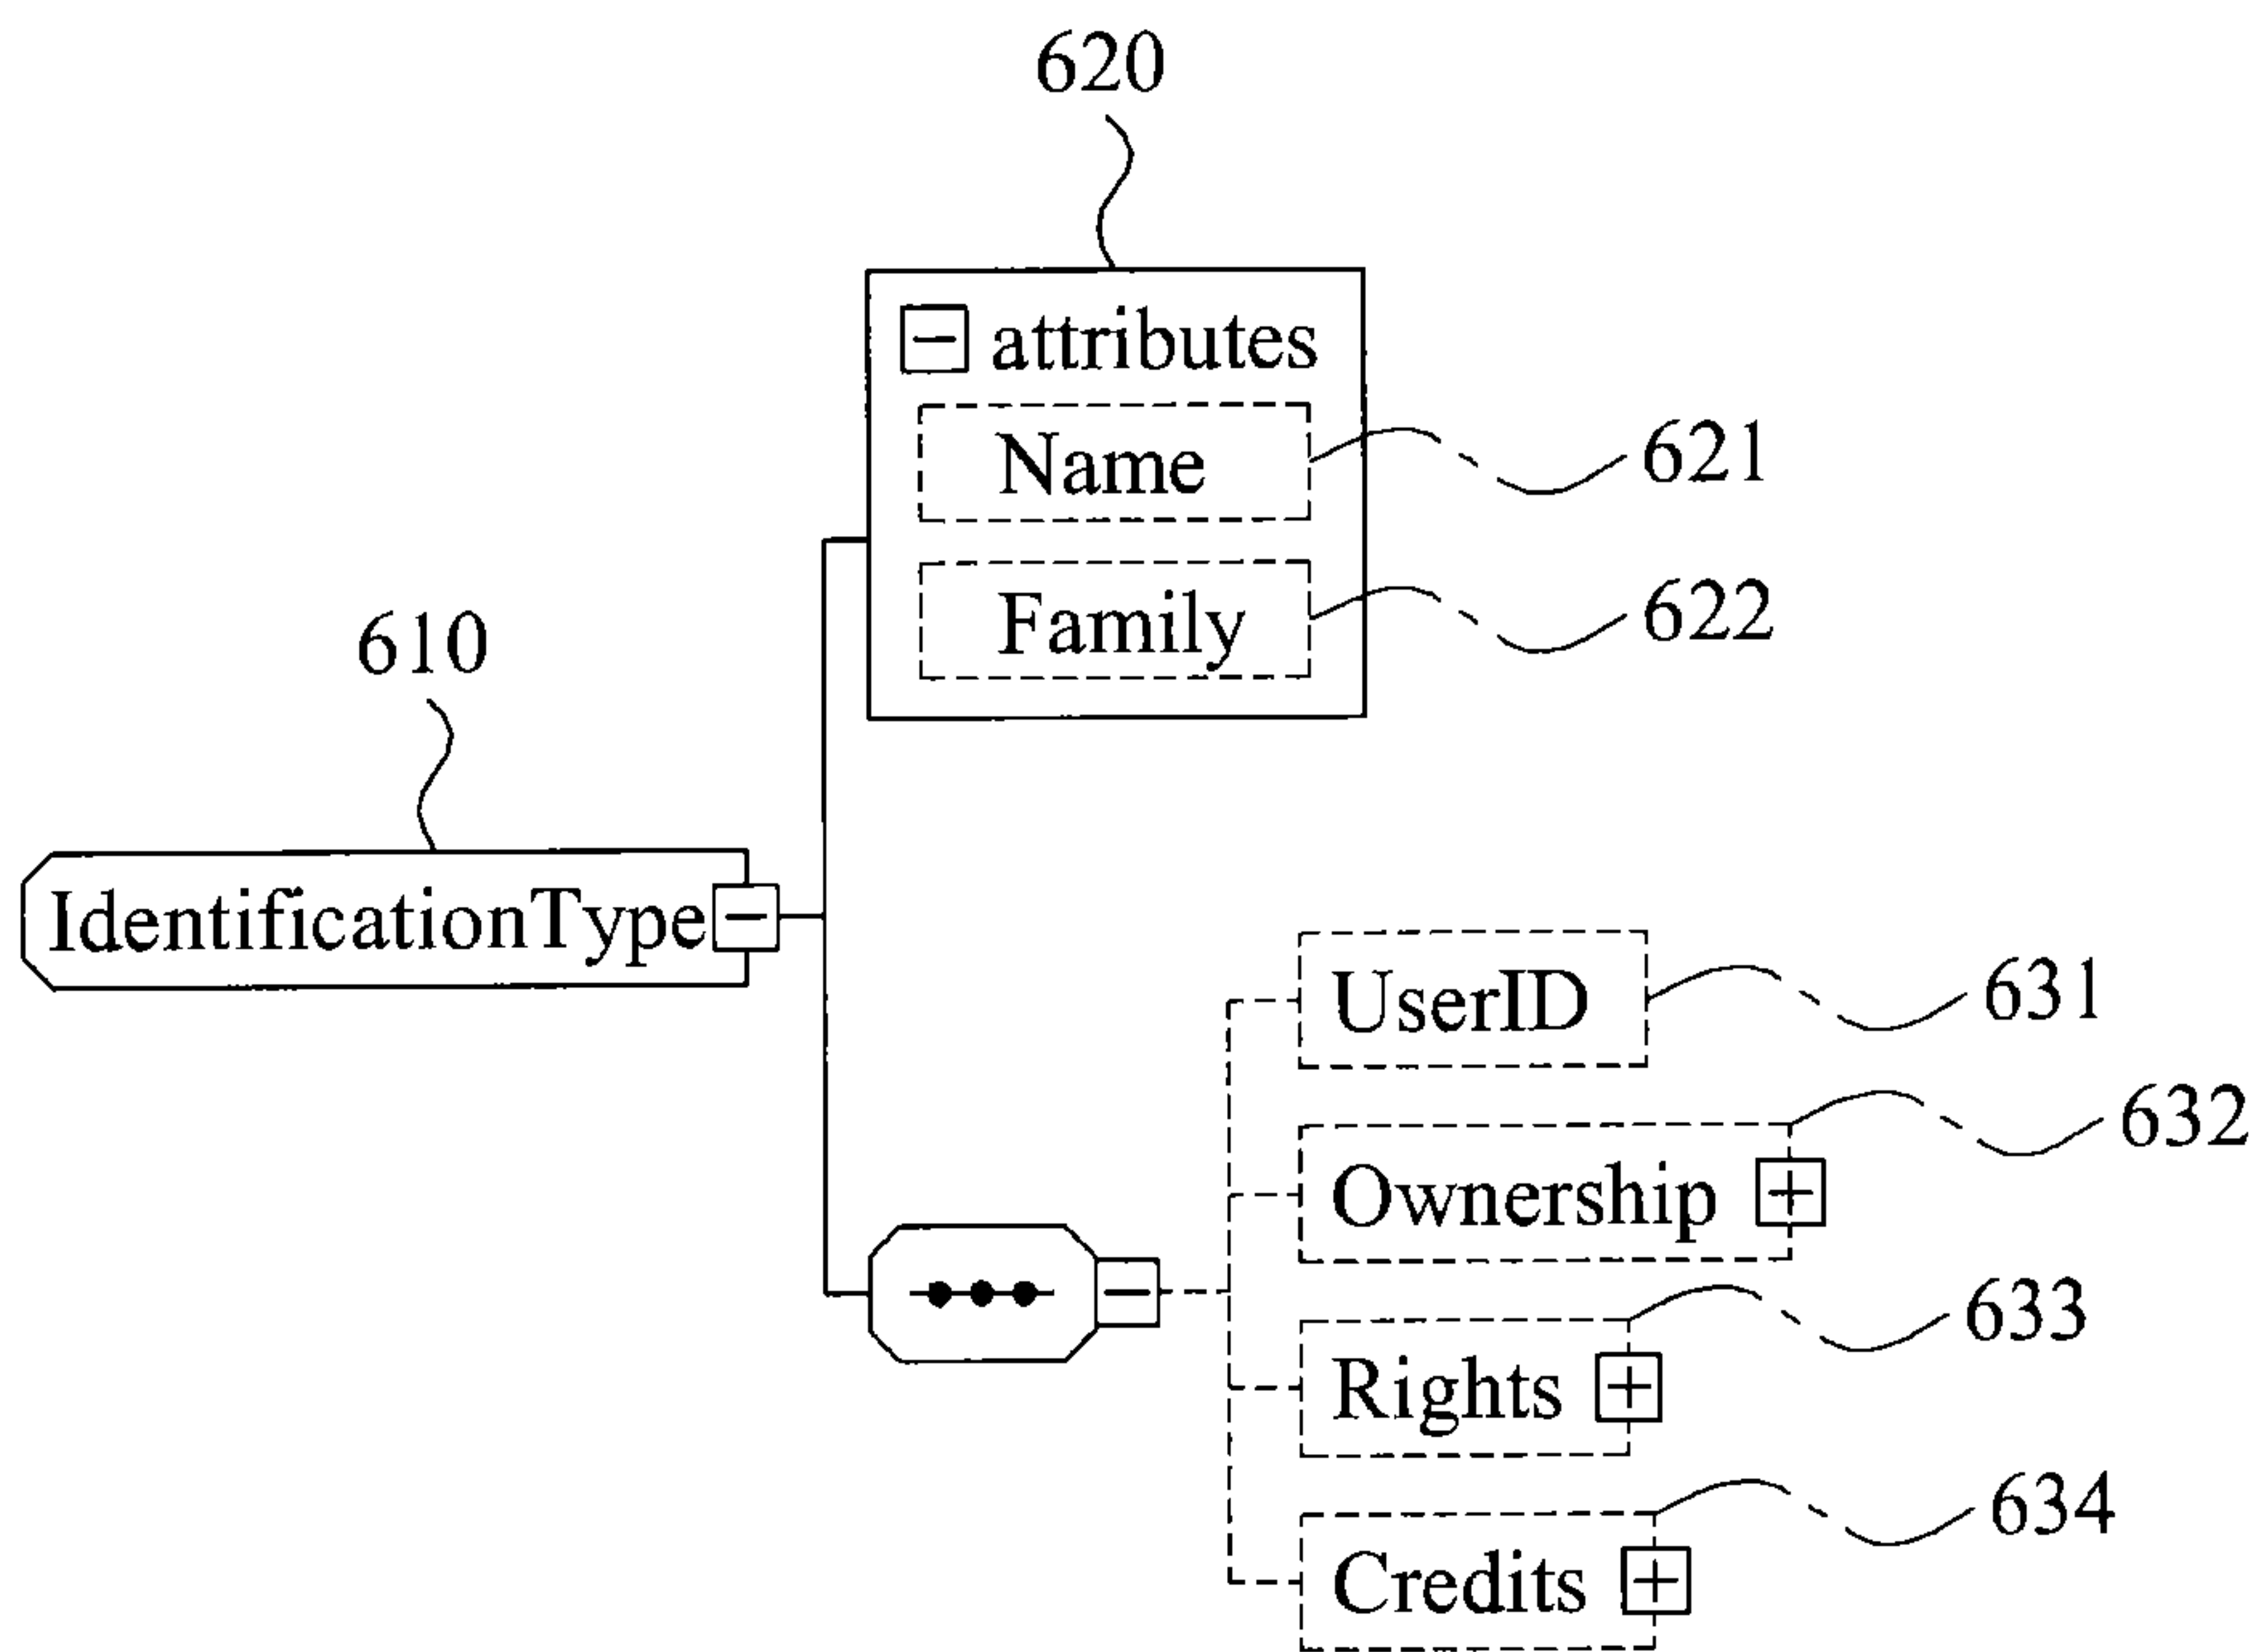 620
attributes
Name 621
Family 622
610
IdentificationType
UserID 631
Ownership 632
Rights 633
Credits 634